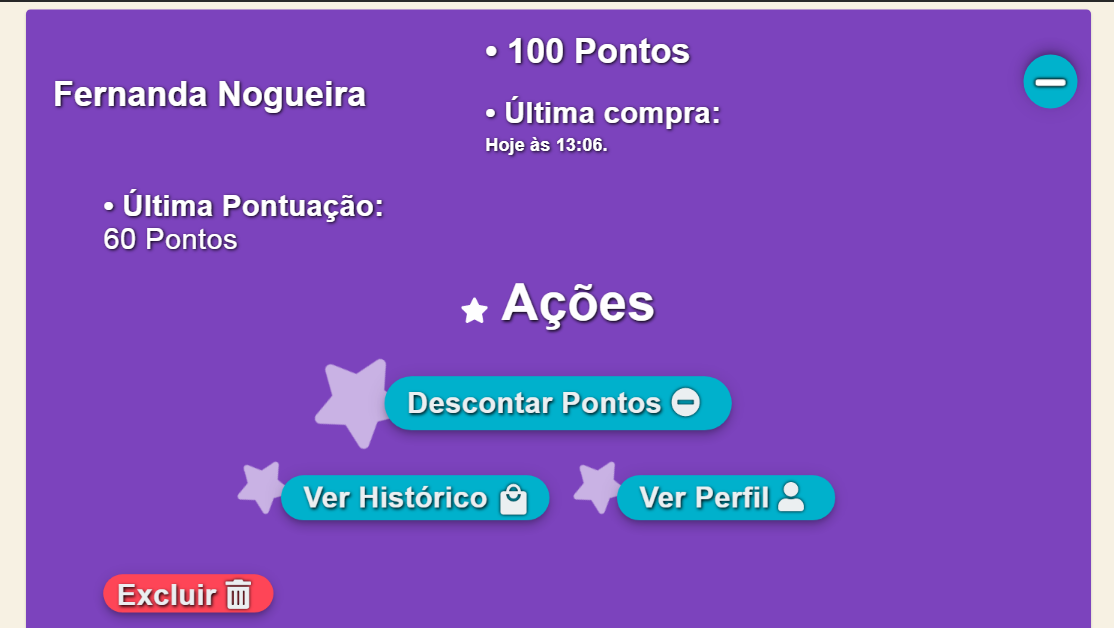 Fernanda Nogueira
• 100 Pontos
• Última compra:
Hoje às 13:06.
• Última Pontuação:
60 Pontos
Ações
Descontar Pontos
Ver Histórico
Ver Perfil
Excluir